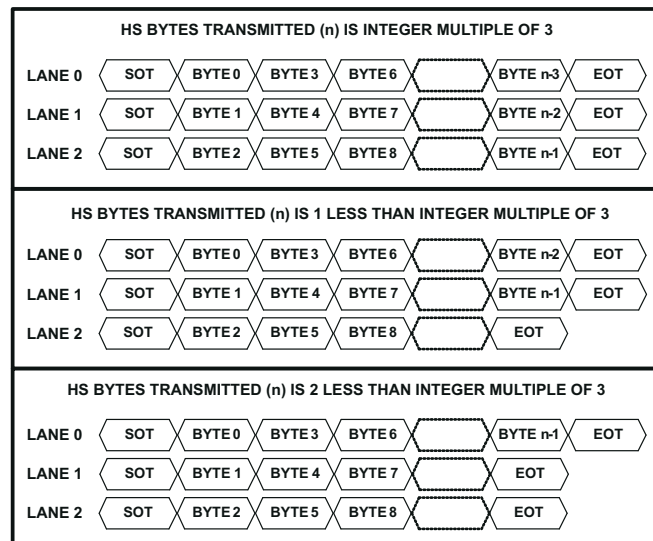 HS BYTES TRANSMITTED (n) IS INTEGER MULTIPLE OF 3
LANE 0 SOT BYTE 0 BYTE 3 BYTE 6 BYTE n-3 EOT
LANE 1 SOT BYTE 1 BYTE 4 BYTE 7 BYTE n-2 EOT
LANE 2 SOT BYTE 2 BYTE 5 BYTE 8 BYTE n-1 EOT
HS BYTES TRANSMITTED (n) IS 1 LESS THAN INTEGER MULTIPLE OF 3
LANE 0 SOT BYTE 0 BYTE 3 BYTE 6 BYTE n-2 EOT
LANE 1 SOT BYTE 1 BYTE 4 BYTE 7 BYTE n-1 EOT
LANE 2 SOT BYTE 2 BYTE 5 BYTE 8 EOT
HS BYTES TRANSMITTED (n) IS 2 LESS THAN INTEGER MULTIPLE OF 3
LANE 0 SOT BYTE 0 BYTE 3 BYTE 6 BYTE n-1 EOT
LANE 1 SOT BYTE 1 BYTE 4 BYTE 7 EOT
LANE 2 SOT BYTE 2 BYTE 5 BYTE 8 EOT